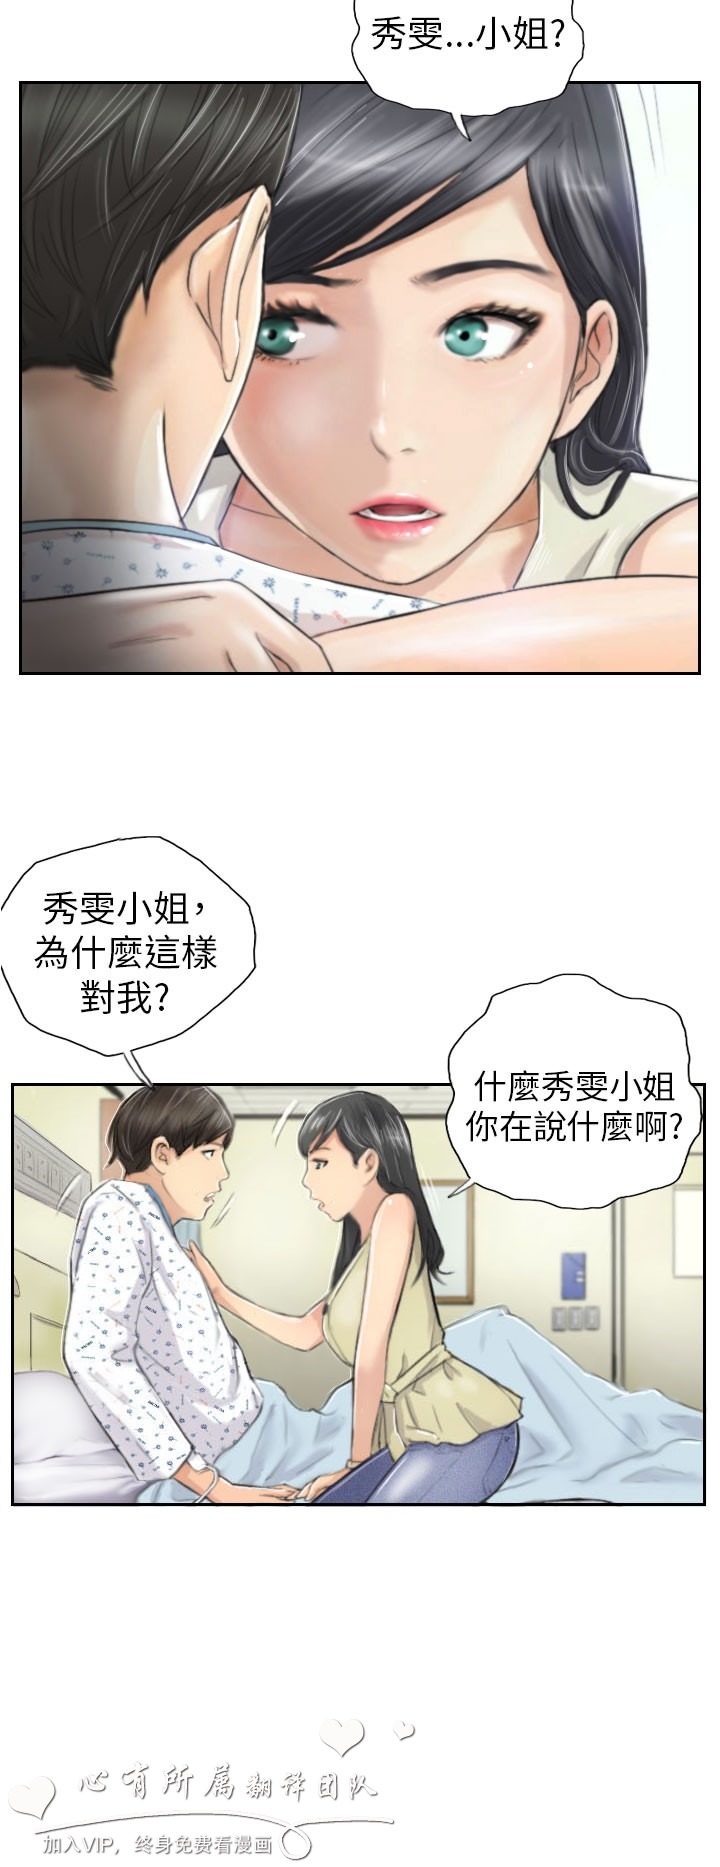 秀雯...小姐?
秀雯小姐，
為什麼這樣
對我?
什麼秀雯小姐
你在說什麼啊?
心有所属翻译团队
加入VIP，终身免费看漫画